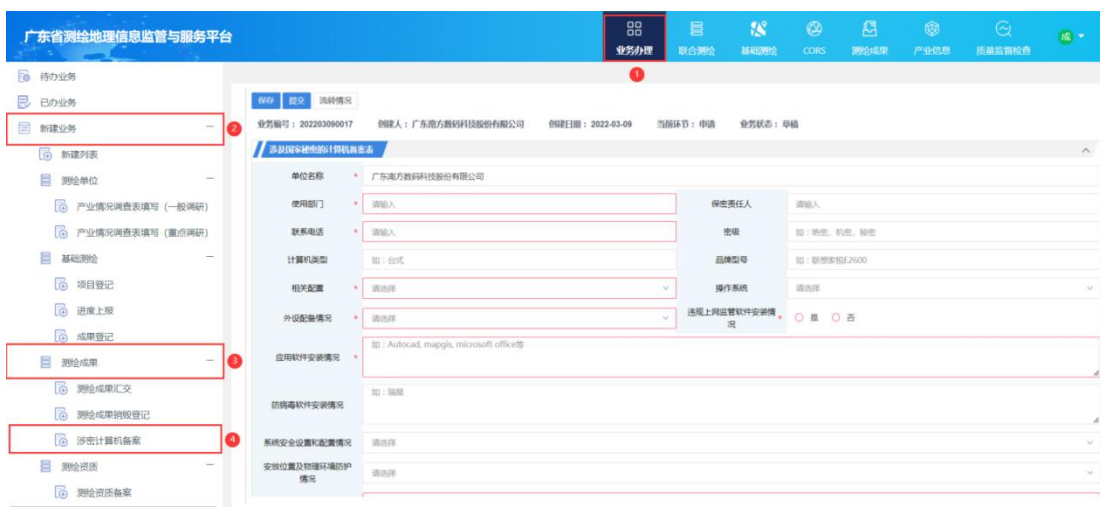 广东省测绘地理信息监管与服务平台
业务办理
联合测绘
基础测绘
CORS
测绘成果
产业信息
质量监督检查
成
1
待办业务
已办业务
新建业务
2
新建列表
测绘单位
产业情况调查表填写（一般调研）
产业情况调查表填写（重点调研）
基础测绘
项目登记
进度上报
成果登记
测绘成果
3
测绘成果汇交
测绘成果销毁登记
涉密计算机备案
4
测绘资质
测绘资质备案
保存 提交 流转情况
业务编号：202203090017 创建人：广东南方数码科技股份有限公司 创建日期：2022-03-09 当前环节：申请 业务状态：草稿
涉及国家秘密的计算机备案表
单位名称 * 广东南方数码科技股份有限公司
使用部门 * 请输入 保密责任人 请输入
联系电话 * 请输入 密级 如：绝密、机密、秘密
计算机类型 如：台式 品牌型号 如：联想家悦E2600
相关配置 * 请选择 操作系统 请选择
外设配备情况 * 请选择 违规上网监管软件安装情况 * 是 否
应用软件安装情况 * 如：Autocad, mapgis, microsoft office等
防病毒软件安装情况 如：瑞星
系统安全设置和配置情况 请选择
安放位置及物理环境防护情况 请选择